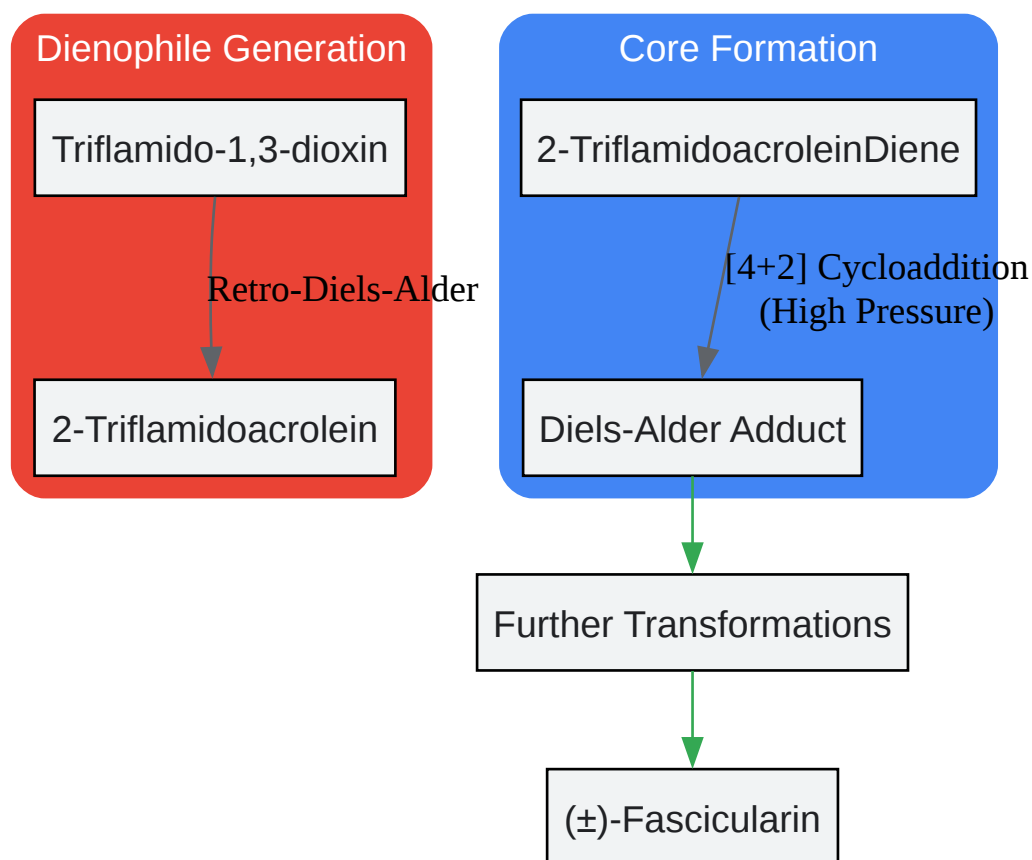 Dienophile Generation
Triflamido-1,3-dioxin
Retro-Diels-Alder
2-Triflamidoacrolein
Core Formation
2-TriflamidoacroleinDiene
[4+2] Cycloaddition
(High Pressure)
Diels-Alder Adduct
Further Transformations
(±)-Fascicularin